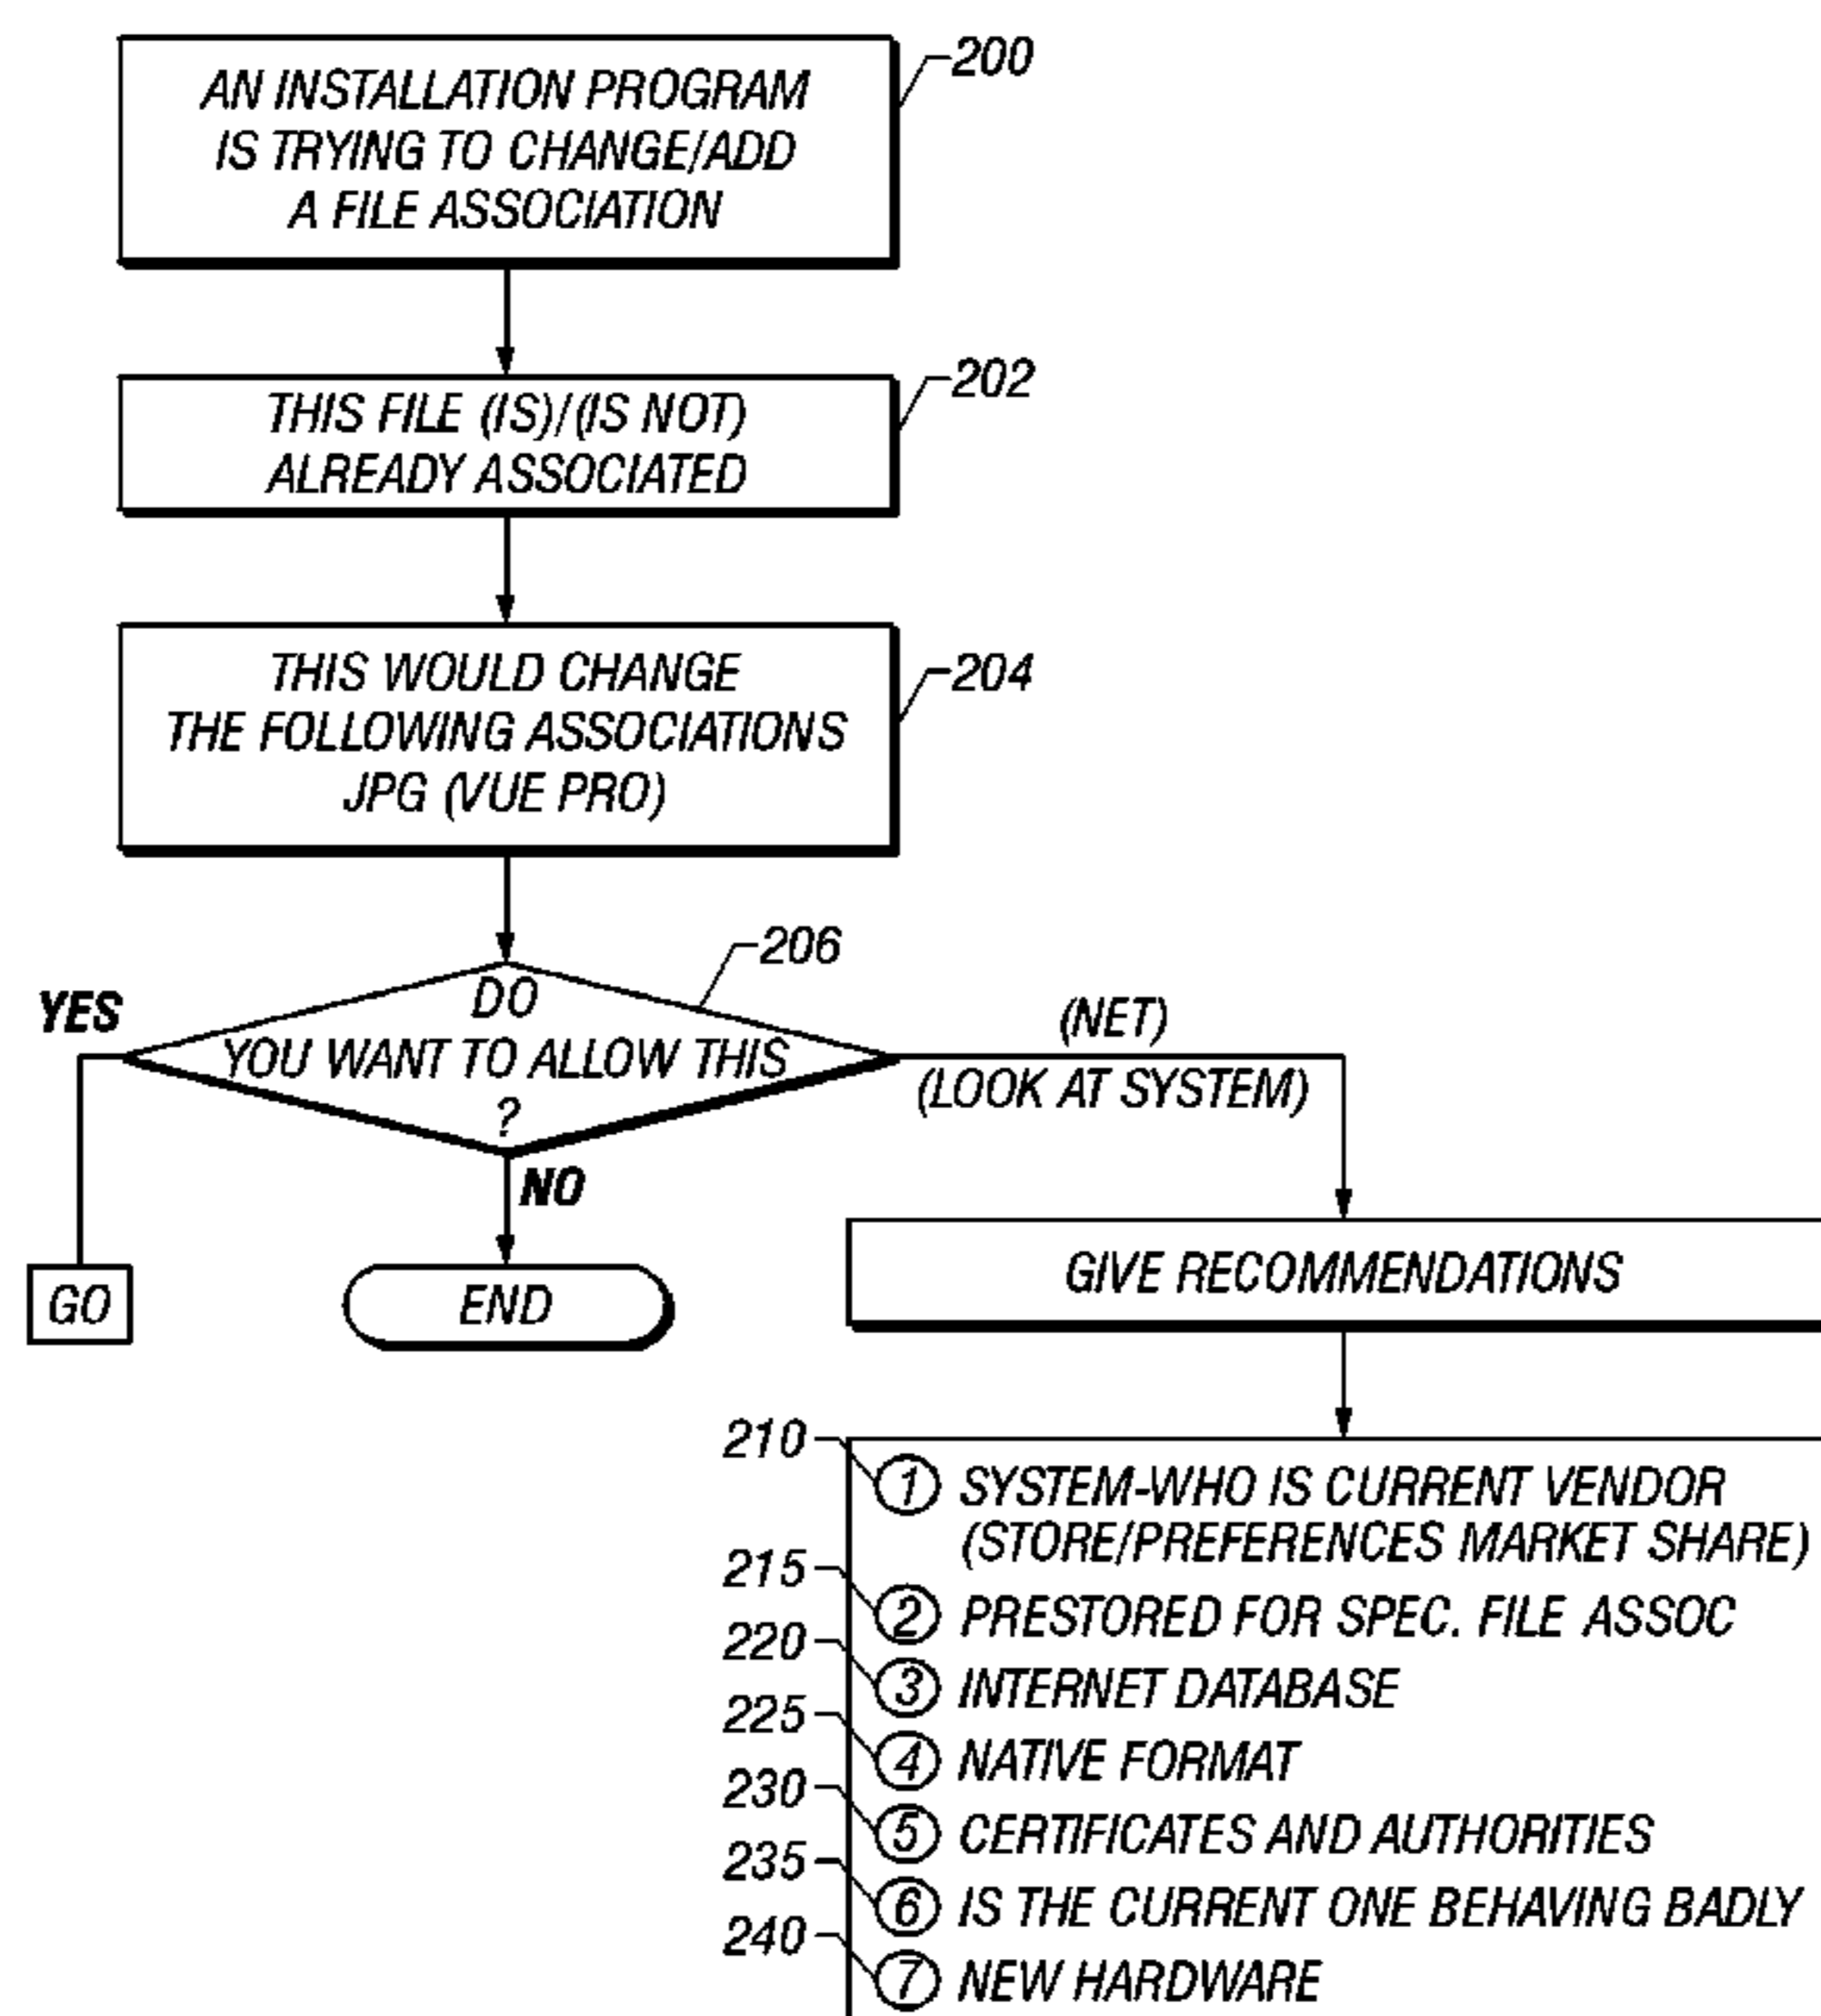 AN INSTALLATION PROGRAM
IS TRYING TO CHANGE/ADD
A FILE ASSOCIATION
200
THIS FILE (IS)/(IS NOT)
ALREADY ASSOCIATED
202
THIS WOULD CHANGE
THE FOLLOWING ASSOCIATIONS
JPG (VUE PRO)
204
206
DO
YOU WANT TO ALLOW THIS
?
YES
(NET)
(LOOK AT SYSTEM)
NO
GO
END
GIVE RECOMMENDATIONS
210
1 SYSTEM-WHO IS CURRENT VENDOR
(STORE/PREFERENCES MARKET SHARE)
215
2 PRESTORED FOR SPEC. FILE ASSOC
220
3 INTERNET DATABASE
225
4 NATIVE FORMAT
230
5 CERTIFICATES AND AUTHORITIES
235
6 IS THE CURRENT ONE BEHAVING BADLY
240
7 NEW HARDWARE